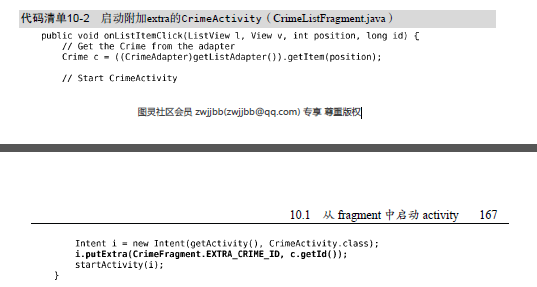 代码清单10-2 启动附加extra的CrimeActivity（CrimeListFragment.java）
public void onListItemClick(ListView l, View v, int position, long id) {
// Get the Crime from the adapter
Crime c = ((CrimeAdapter)getListAdapter()).getItem(position);
// Start CrimeActivity
图灵社区会员 zwjjbb(zwjjbb@qq.com) 专享 尊重版权
10.1 从 fragment 中启动 activity 167
Intent i = new Intent(getActivity(), CrimeActivity.class);
i.putExtra(CrimeFragment.EXTRA_CRIME_ID, c.getId());
startActivity(i);
}